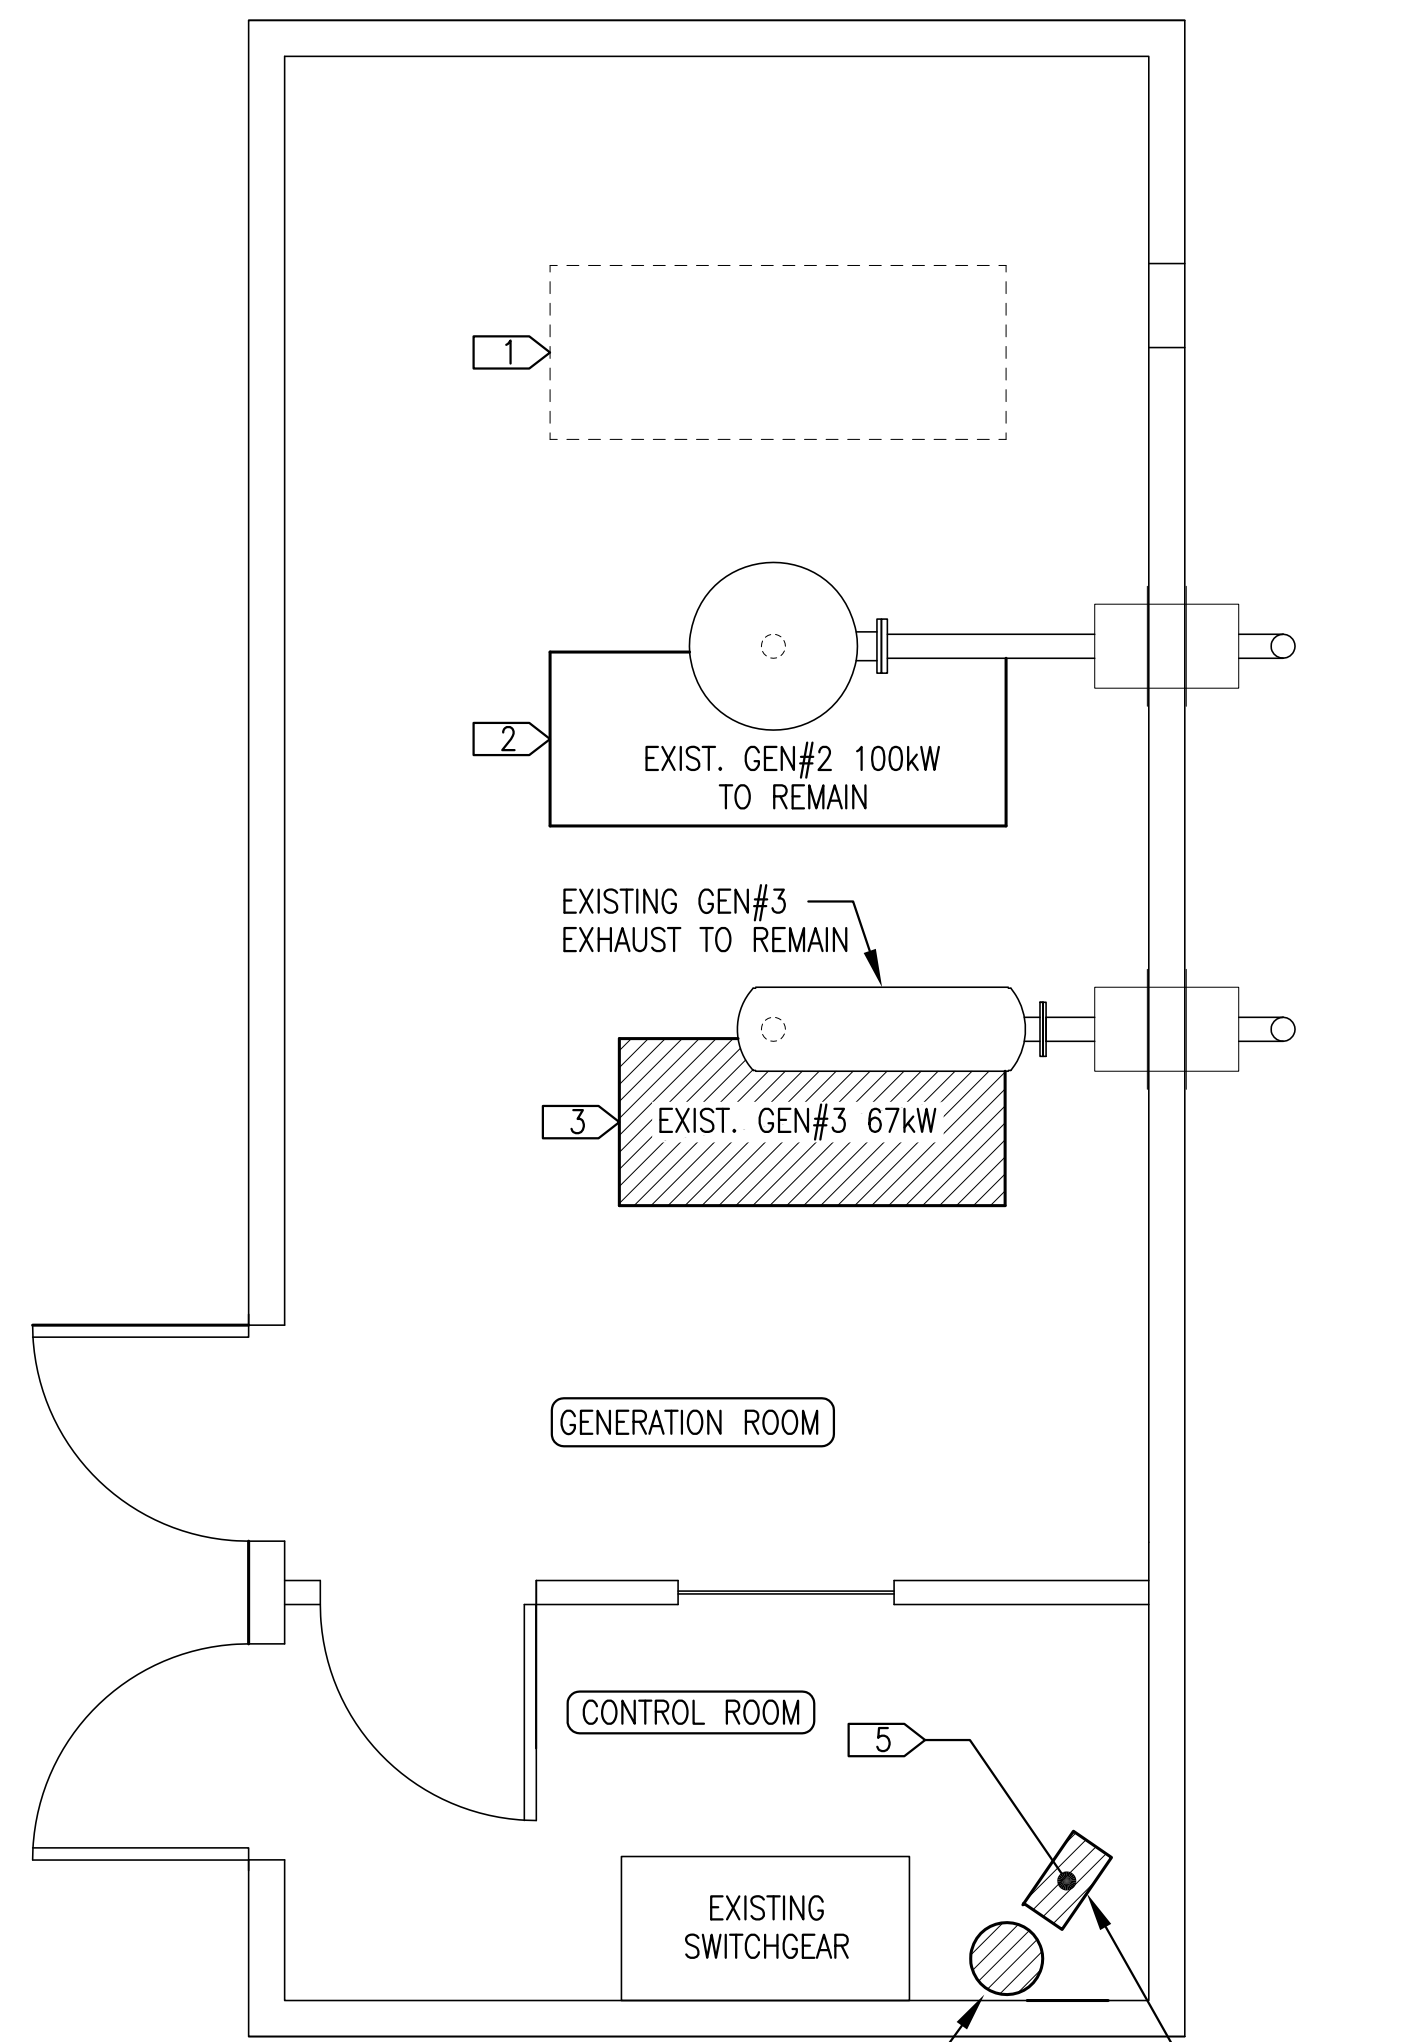 1
2
EXIST. GEN#2 100kW
TO REMAIN
EXISTING GEN#3
EXHAUST TO REMAIN
3
EXIST. GEN#3 67kW
GENERATION ROOM
CONTROL ROOM
5
EXISTING
SWITCHGEAR